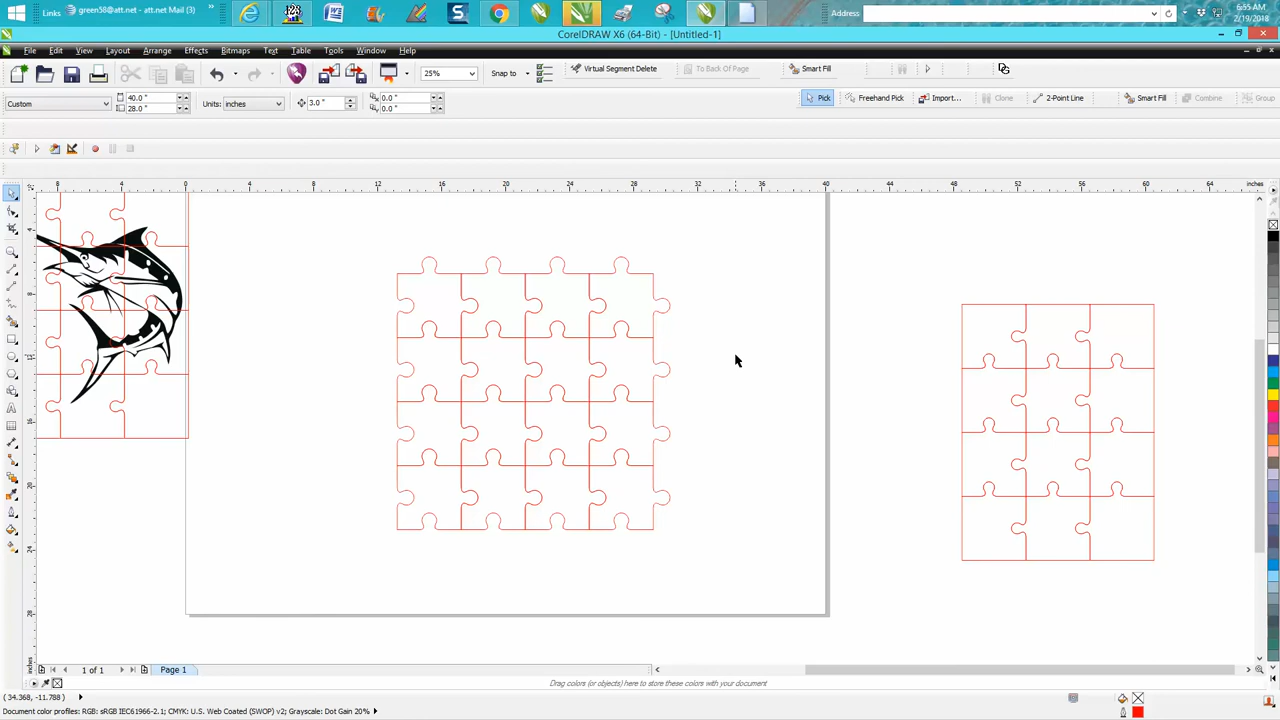 Links
green58@att.net - att.net Mail (3)
Address
6:55 AM
2/19/2018
CorelDRAW X6 (64-Bit) - [Untitled-1]
File Edit View Layout Arrange Effects Bitmaps Text Table Tools Window Help
25% Snap to Virtual Segment Delete To Back Of Page Smart Fill
Custom 40.0 " 28.0 " Units: inches 3.0 " 0.0 " 0.0 " Pick Freehand Pick Import... Clone 2-Point Line Smart Fill Combine Group
8 4 0 4 8 12 16 20 24 28 32 36 40 44 48 52 56 60 64 inches
1 of 1 Page 1
Drag colors (or objects) here to store these colors with your document
(34.368, -11.788)
Document color profiles: RGB: sRGB IEC61966-2.1; CMYK: U.S. Web Coated (SWOP) v2; Grayscale: Dot Gain 20%